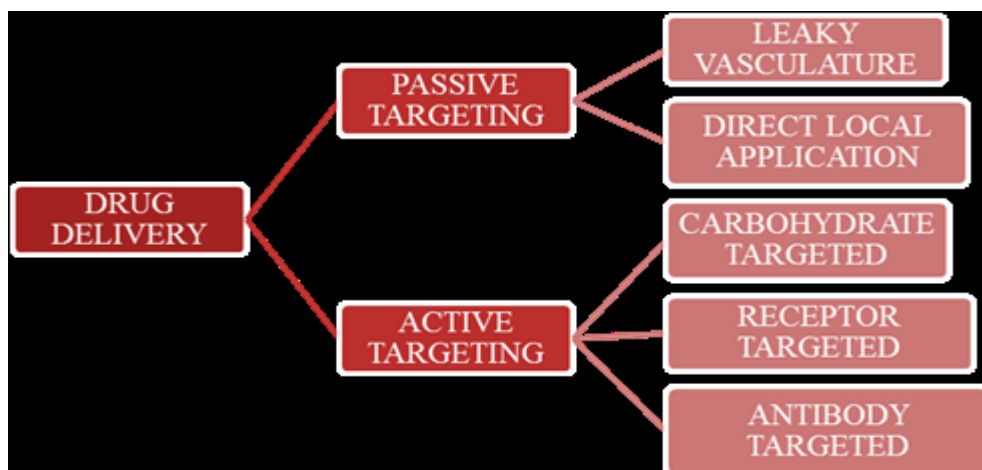 DRUG
DELIVERY
PASSIVE
TARGETING
LEAKY
VASCULATURE
DIRECT LOCAL
APPLICATION
ACTIVE
TARGETING
CARBOHYDRATE
TARGETED
RECEPTOR
TARGETED
ANTIBODY
TARGETED